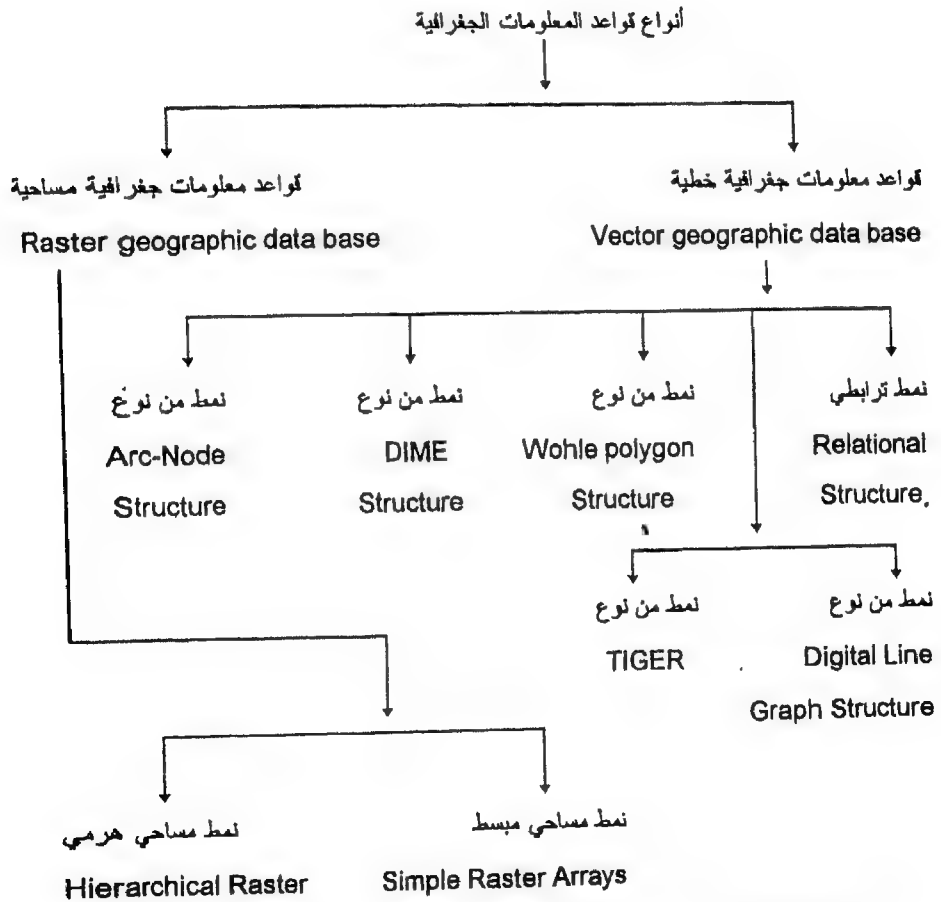 أنواع قواعد المعلومات الجغرافية
قواعد معلومات جغرافية خطية
Vector geographic data base
قواعد معلومات جغرافية مساحية
Raster geographic data base
نمط ترابطي
Relational
Structure
نمط من نوع
Wohle polygon
Structure
نمط من نوع
DIME
Structure
نمط من نوع
Arc-Node
Structure
نمط من نوع
Digital Line
Graph Structure
نمط من نوع
TIGER
نمط مساحي مبسط
Simple Raster Arrays
نمط مساحي هرمي
Hierarchical Raster